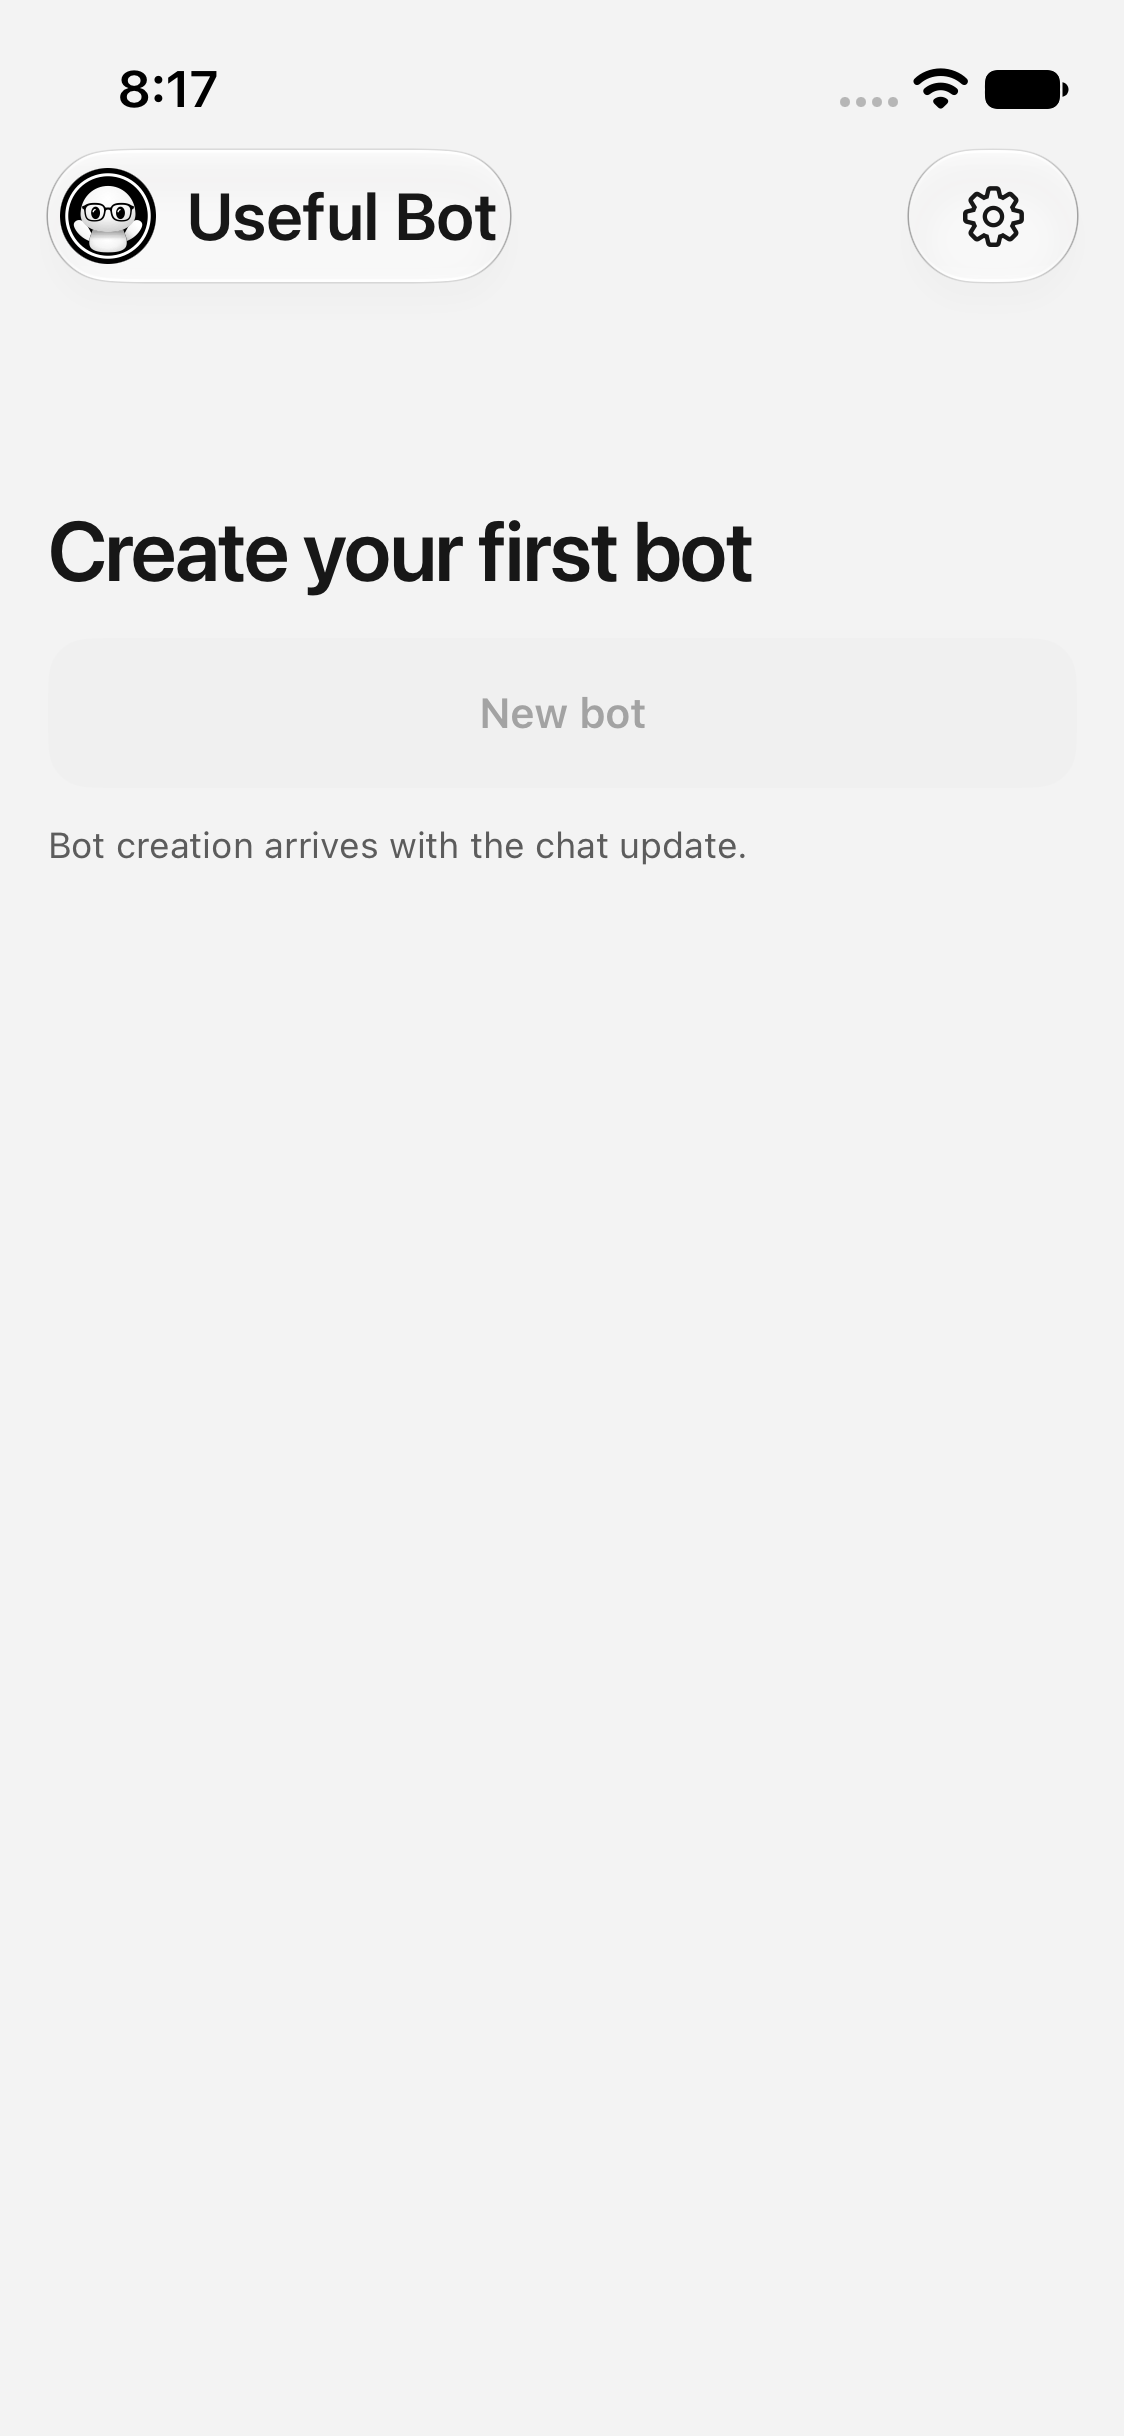 8:17
Useful Bot
Create your first bot
New bot
Bot creation arrives with the chat update.